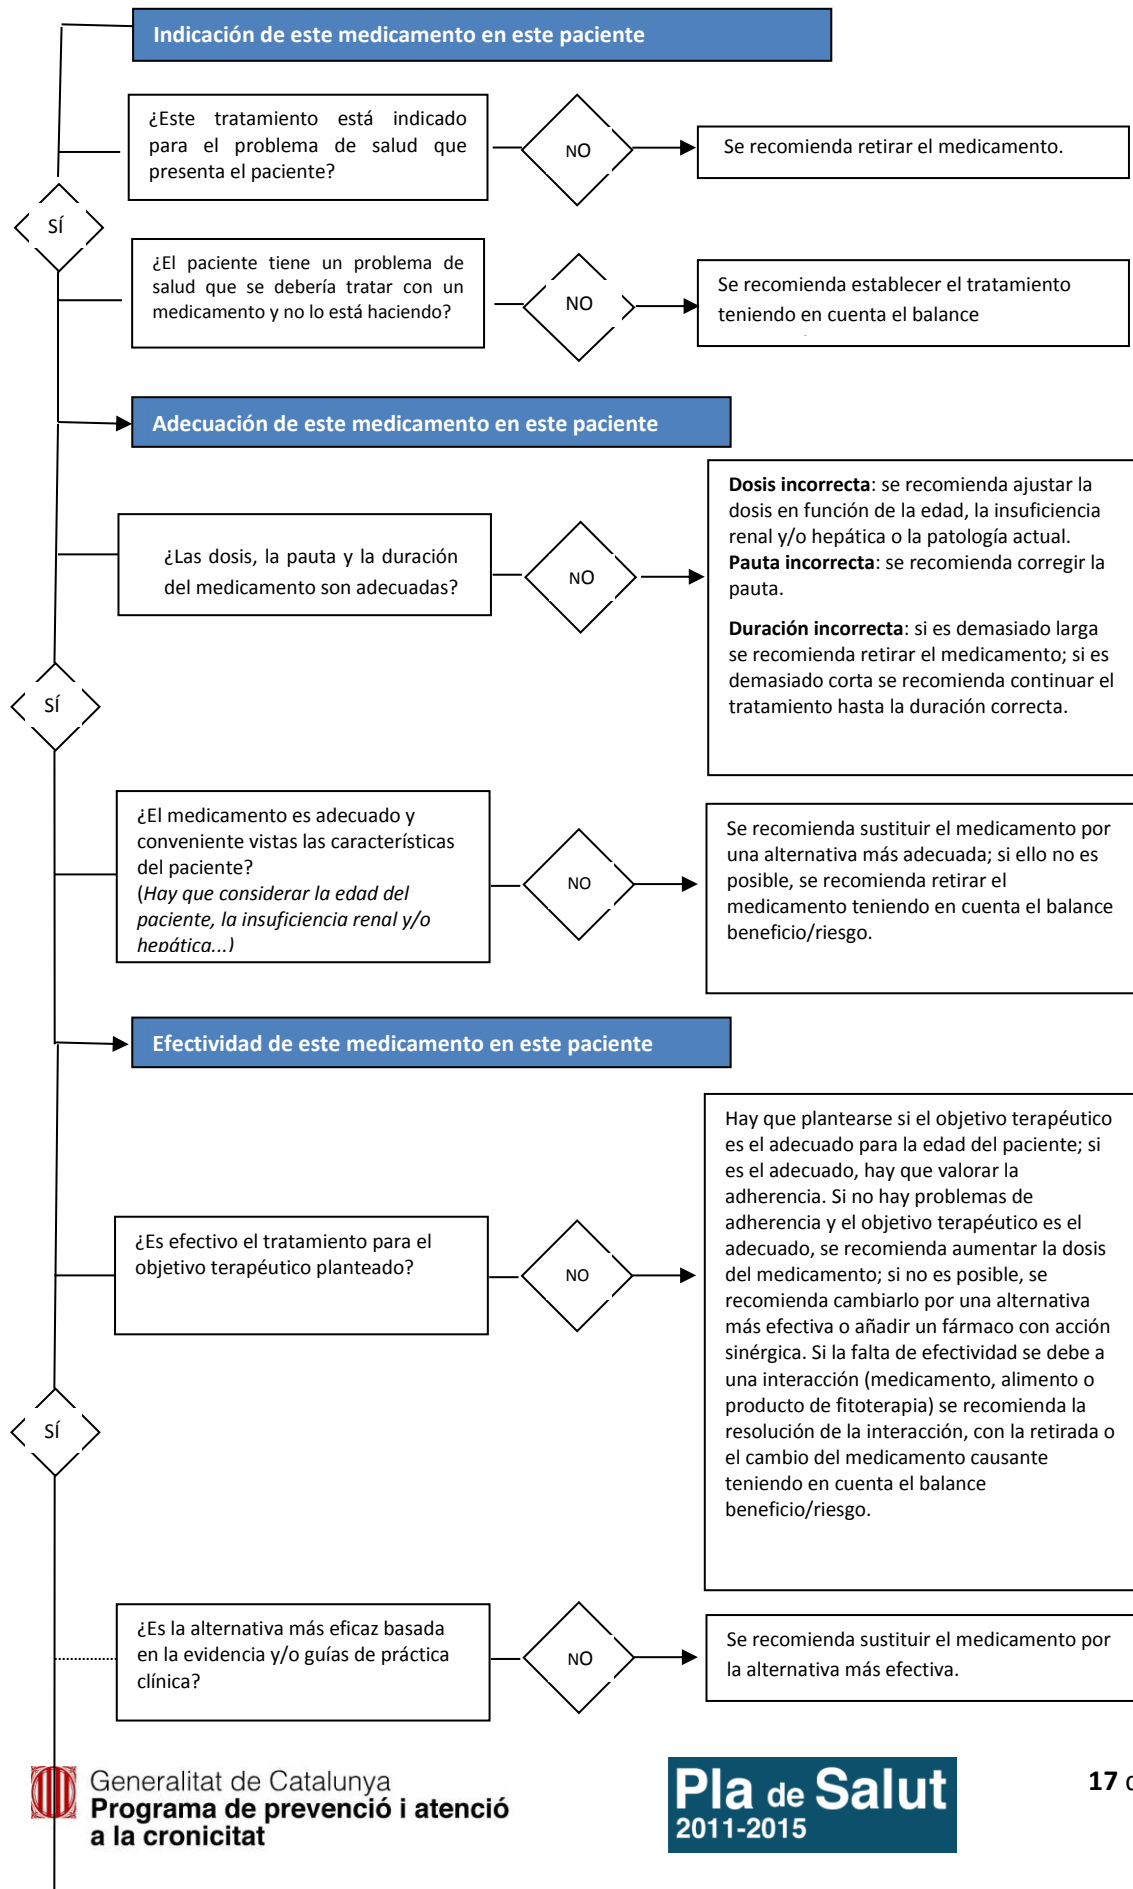 Indicación de este medicamento en este paciente
¿Este tratamiento está indicado
para el problema de salud que
presenta el paciente?
NO
Se recomienda retirar el medicamento.
SÍ
¿El paciente tiene un problema de
salud que se debería tratar con un
medicamento y no lo está haciendo?
NO
Se recomienda establecer el tratamiento
teniendo en cuenta el balance
Adecuación de este medicamento en este paciente
¿Las dosis, la pauta y la duración
del medicamento son adecuadas?
NO
Dosis incorrecta: se recomienda ajustar la
dosis en función de la edad, la insuficiencia
renal y/o hepática o la patología actual.
Pauta incorrecta: se recomienda corregir la
pauta.
Duración incorrecta: si es demasiado larga
se recomienda retirar el medicamento; si es
demasiado corta se recomienda continuar el
tratamiento hasta la duración correcta.
SÍ
¿El medicamento es adecuado y
conveniente vistas las características
del paciente?
(Hay que considerar la edad del
paciente, la insuficiencia renal y/o
hepática...)
NO
Se recomienda sustituir el medicamento por
una alternativa más adecuada; si ello no es
posible, se recomienda retirar el
medicamento teniendo en cuenta el balance
beneficio/riesgo.
Efectividad de este medicamento en este paciente
¿Es efectivo el tratamiento para el
objetivo terapéutico planteado?
NO
Hay que plantearse si el objetivo terapéutico
es el adecuado para la edad del paciente; si
es el adecuado, hay que valorar la
adherencia. Si no hay problemas de
adherencia y el objetivo terapéutico es el
adecuado, se recomienda aumentar la dosis
del medicamento; si no es posible, se
recomienda cambiarlo por una alternativa
más efectiva o añadir un fármaco con acción
sinérgica. Si la falta de efectividad se debe a
una interacción (medicamento, alimento o
producto de fitoterapia) se recomienda la
resolución de la interacción, con la retirada o
el cambio del medicamento causante
teniendo en cuenta el balance
beneficio/riesgo.
SÍ
¿Es la alternativa más eficaz basada
en la evidencia y/o guías de práctica
clínica?
NO
Se recomienda sustituir el medicamento por
la alternativa más efectiva.
Generalitat de Catalunya
Programa de prevenció i atenció
a la cronicitat
Pla de Salut
2011-2015
17